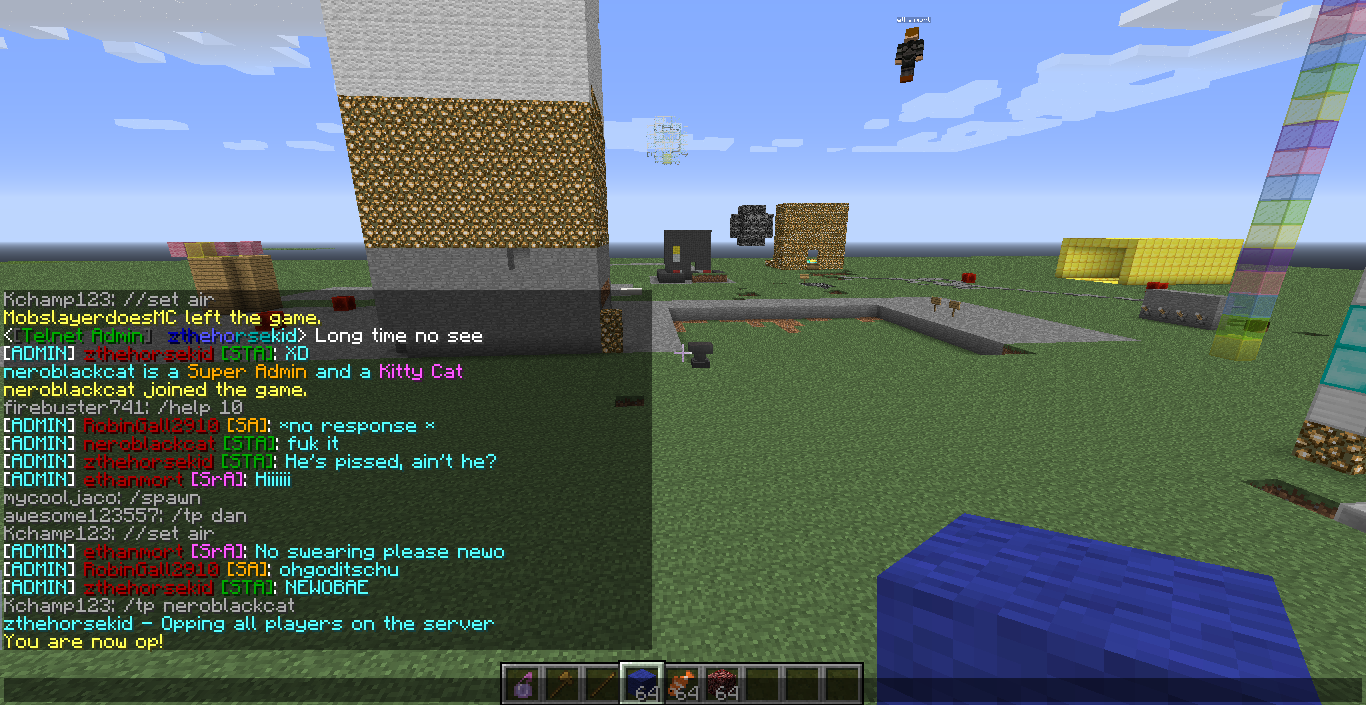 Kchamp123: //set air
MobslayerdoesMC left the game.
<[Telnet Admin] zthehorsekid> Long time no see
[ADMIN] zthehorsekid [STA]: XD
neroblackcat is a Super Admin and a Kitty Cat
neroblackcat joined the game.
firebuster741: /help 10
[ADMIN] RobinGall2910 [SA]: *no response *
[ADMIN] neroblackcat [STA]: fuk it
[ADMIN] zthehorsekid [STA]: He's pissed, ain't he?
[ADMIN] ethanmort [SrA]: Hiiiiii
mycooljaco: /spawn
awesome123557: /tp dan
Kchamp123: //set air
[ADMIN] ethanmort [SrA]: No swearing please newo
[ADMIN] RobinGall2910 [SA]: ohgoditschu
[ADMIN] zthehorsekid [STA]: NEWOBAE
Kchamp123: /tp neroblackcat
zthehorsekid - Opping all players on the server
You are now op!
64
64
64